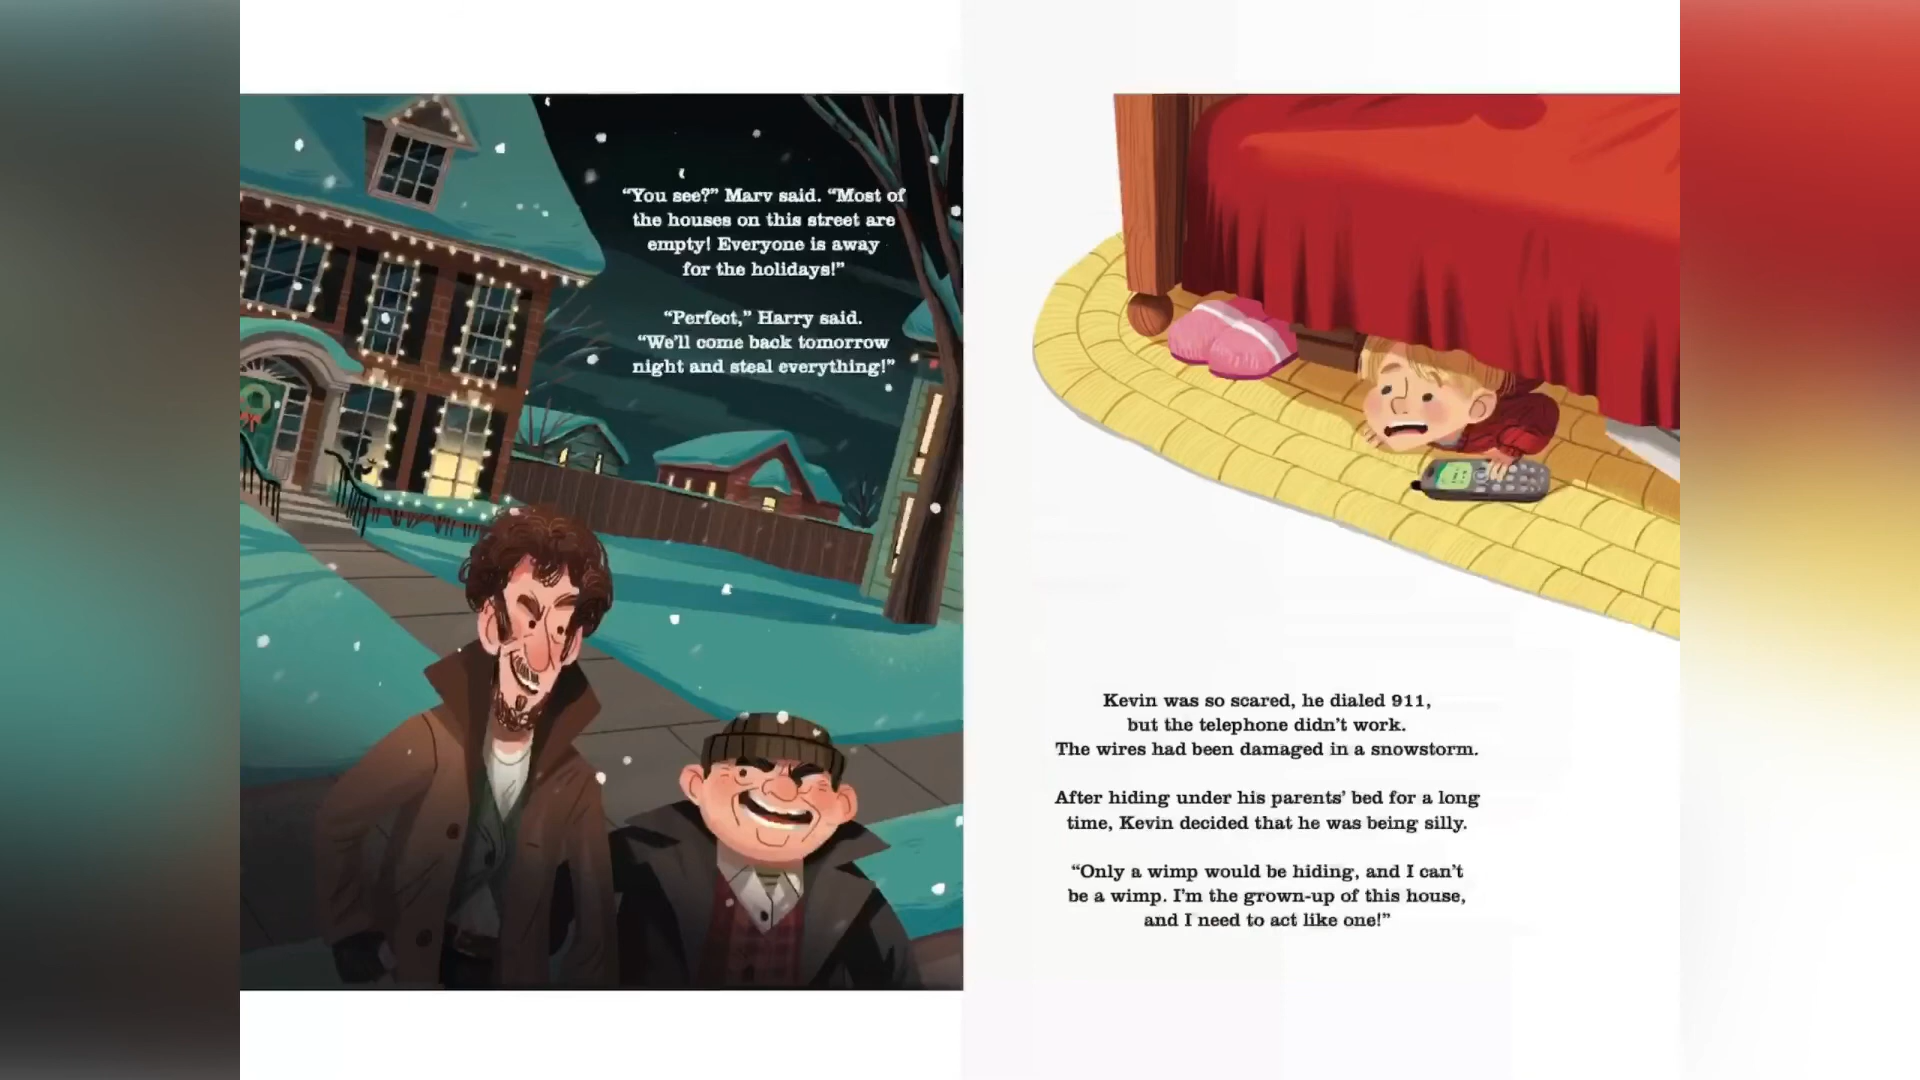 “You see?” Marv said. “Most of
the houses on this street are
empty! Everyone is away
for the holidays!”
“Perfect,” Harry said.
“We’ll come back tomorrow
night and steal everything!”
Kevin was so scared, he dialed 911,
but the telephone didn’t work.
The wires had been damaged in a snowstorm.
After hiding under his parents’ bed for a long
time, Kevin decided that he was being silly.
“Only a wimp would be hiding, and I can’t
be a wimp. I’m the grown-up of this house,
and I need to act like one!”